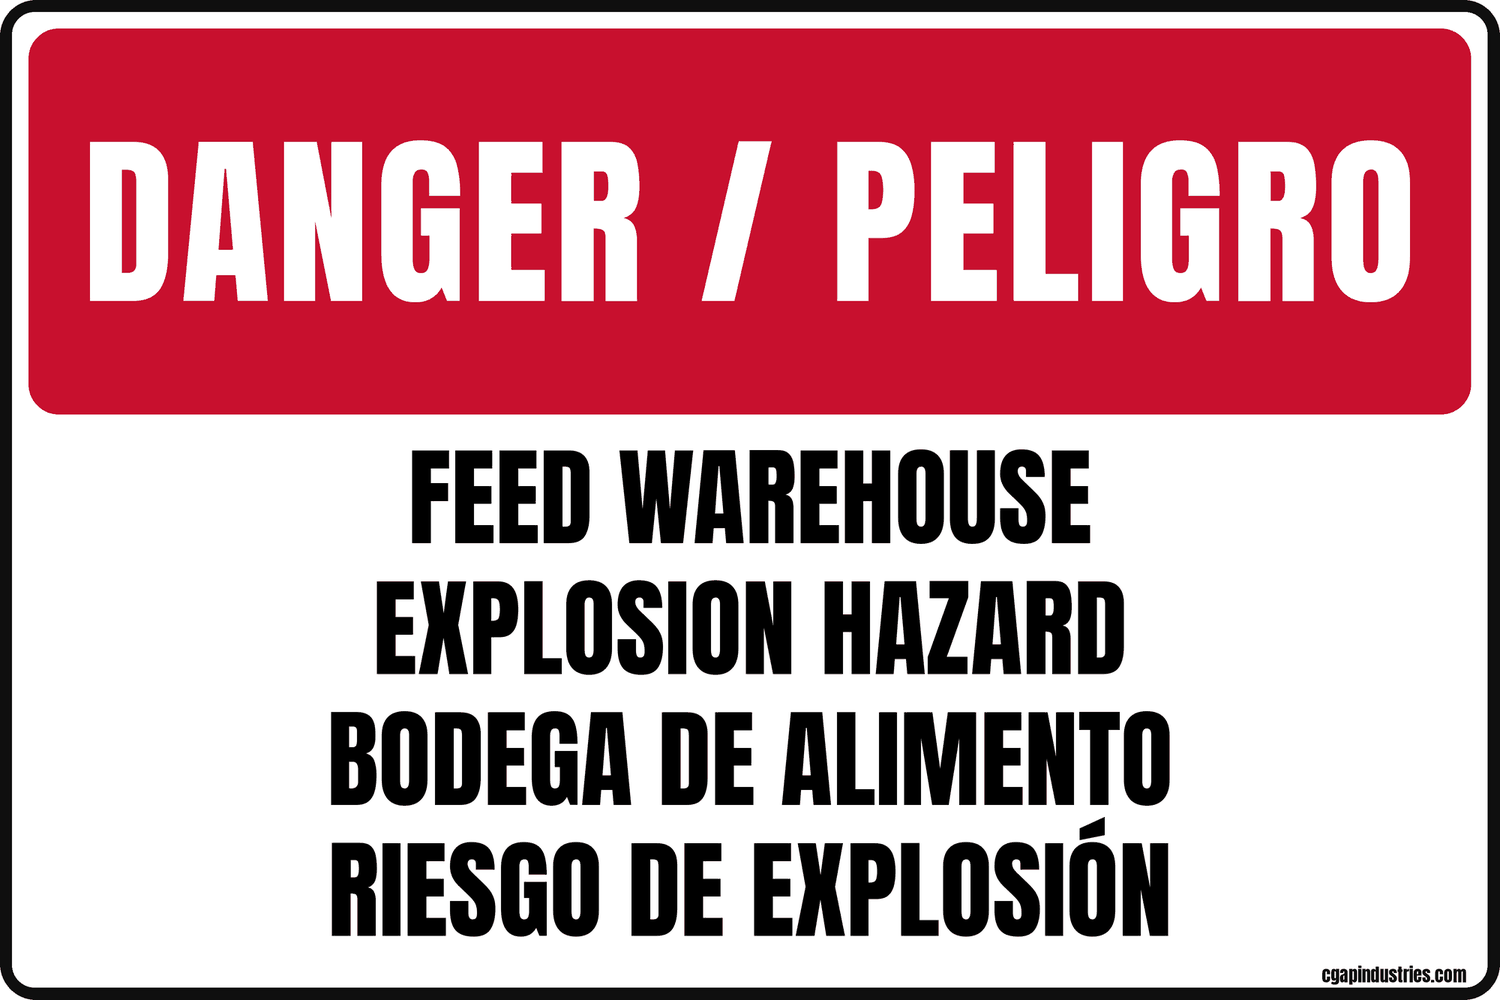 DANGER / PELIGRO
FEED WAREHOUSE
EXPLOSION HAZARD
BODEGA DE ALIMENTO
RIESGO DE EXPLOSIÓN
cgapindustries.com